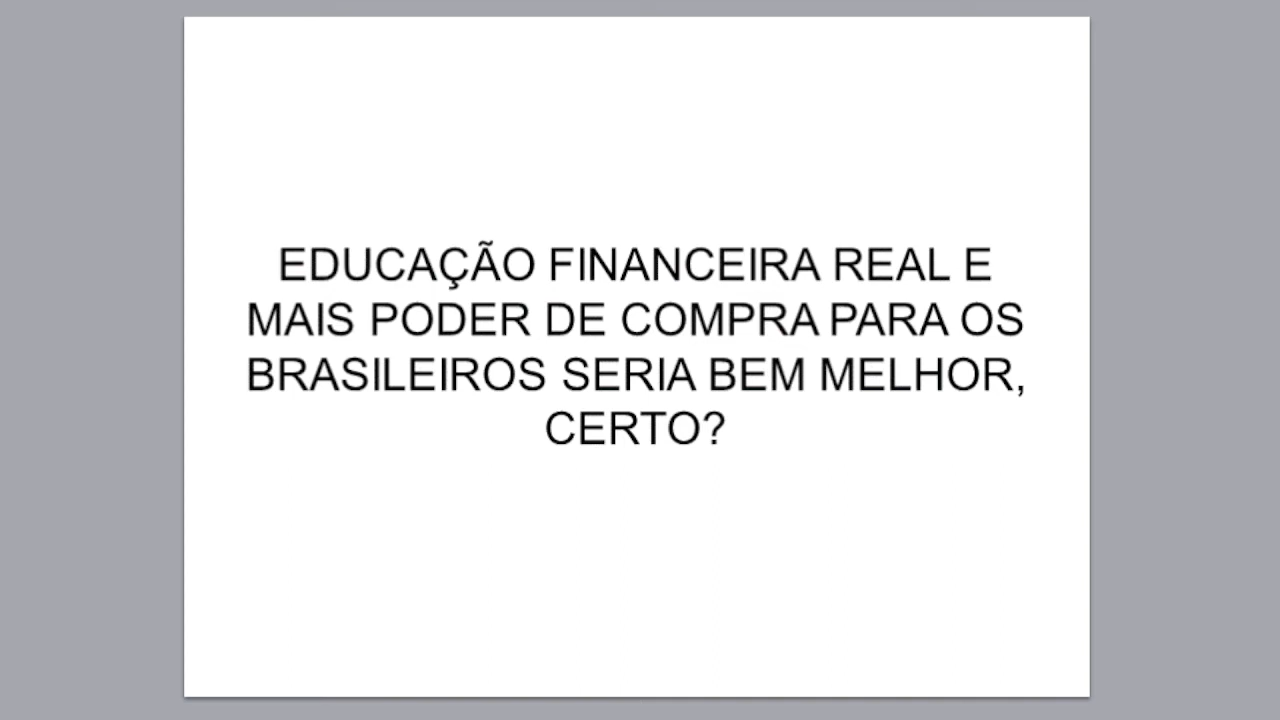 EDUCAÇÃO FINANCEIRA REAL E
MAIS PODER DE COMPRA PARA OS
BRASILEIROS SERIA BEM MELHOR,
CERTO?